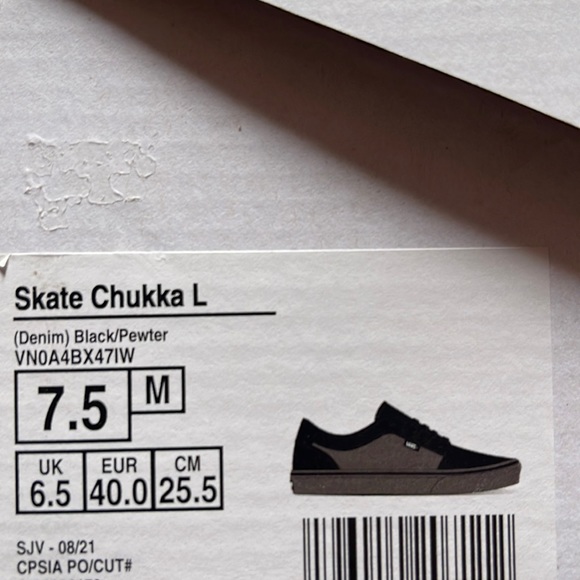 Skate Chukka L
(Denim) Black/Pewter
VN0A4BX47IW
7.5 M
UK EUR CM
6.5 40.0 25.5
SJV - 08/21
CPSIA PO/CUT#